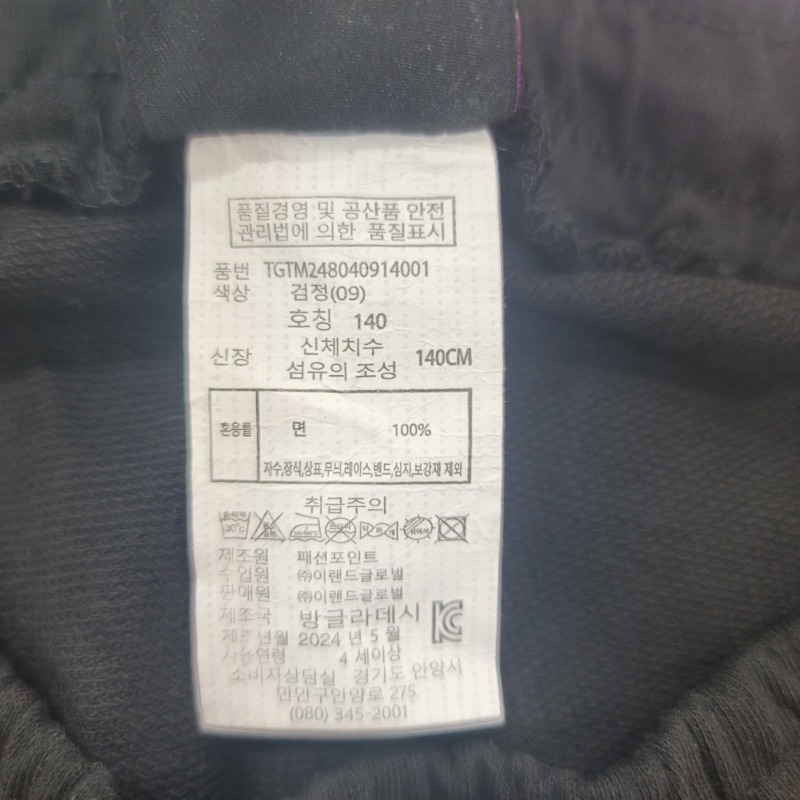 품질경영 및 공산품 안전
관리법에 의한 품질표시
품번 TGTM248040914001
색상 검정(09)
호칭 140
신체치수
신장 140CM
섬유의 조성
혼용률 면 100%
자수,장식,상표,무늬,레이스,밴드,심지,보강재 제외
취급주의
30℃ 드라이
제조원 패션포인트
수입원 ㈜이랜드글로벌
판매원 ㈜이랜드글로벌
제조국 방글라데시
제조년월 2024 년 5 월
사용연령 4 세이상
소비자상담실 경기도 안양시
만안구안양로 275
(080) 345-2001